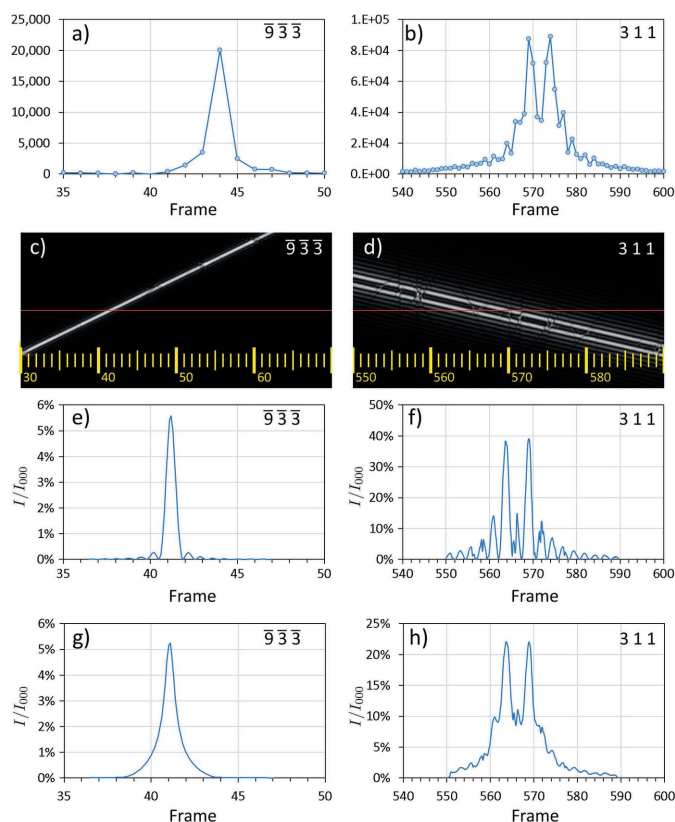 a)
9̅ 3̅ 3̅
25,000
20,000
15,000
10,000
5,000
0
35 40 45 50
Frame
b)
3 1 1
1.E+05
8.E+04
6.E+04
4.E+04
2.E+04
0.E+00
540 550 560 570 580 590 600
Frame
c)
9̅ 3̅ 3̅
30 40 50 60
d)
3 1 1
550 560 570 580
e)
9̅ 3̅ 3̅
6%
5%
4%
3%
2%
1%
0%
I/I000
35 40 45 50
Frame
f)
3 1 1
50%
40%
30%
20%
10%
0%
I/I000
540 550 560 570 580 590 600
Frame
g)
9̅ 3̅ 3̅
6%
5%
4%
3%
2%
1%
0%
I/I000
35 40 45 50
Frame
h)
3 1 1
25%
20%
15%
10%
5%
0%
I/I000
540 550 560 570 580 590 600
Frame